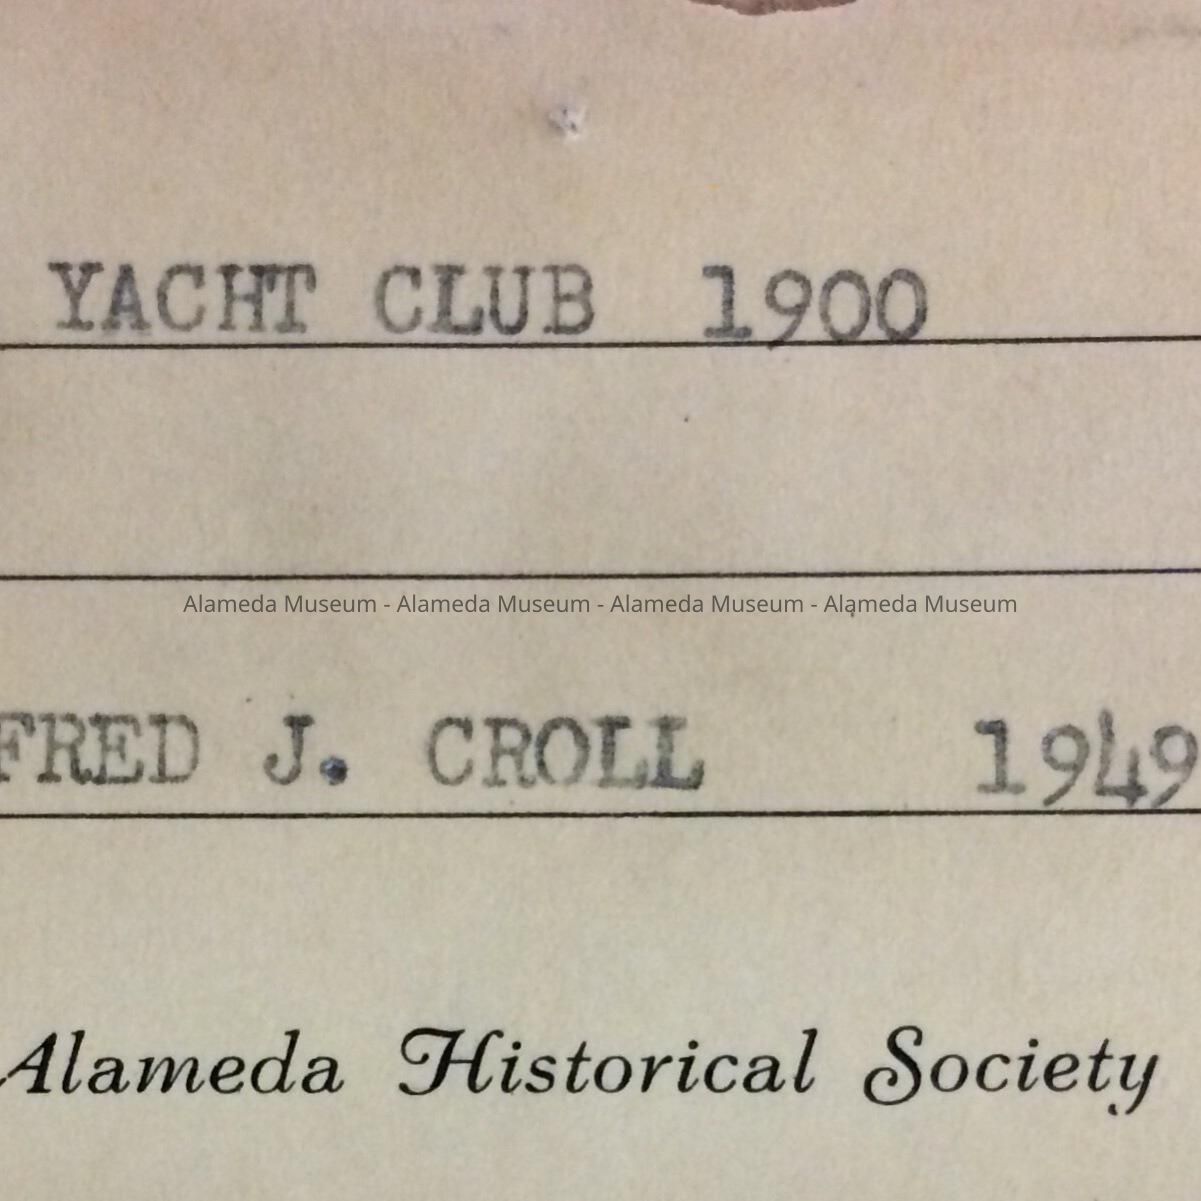 YACHT CLUB 1900
Alameda Museum - Alameda Museum - Alameda Museum - Alameda Museum
FRED J. CROLL 1949
Alameda Historical Society